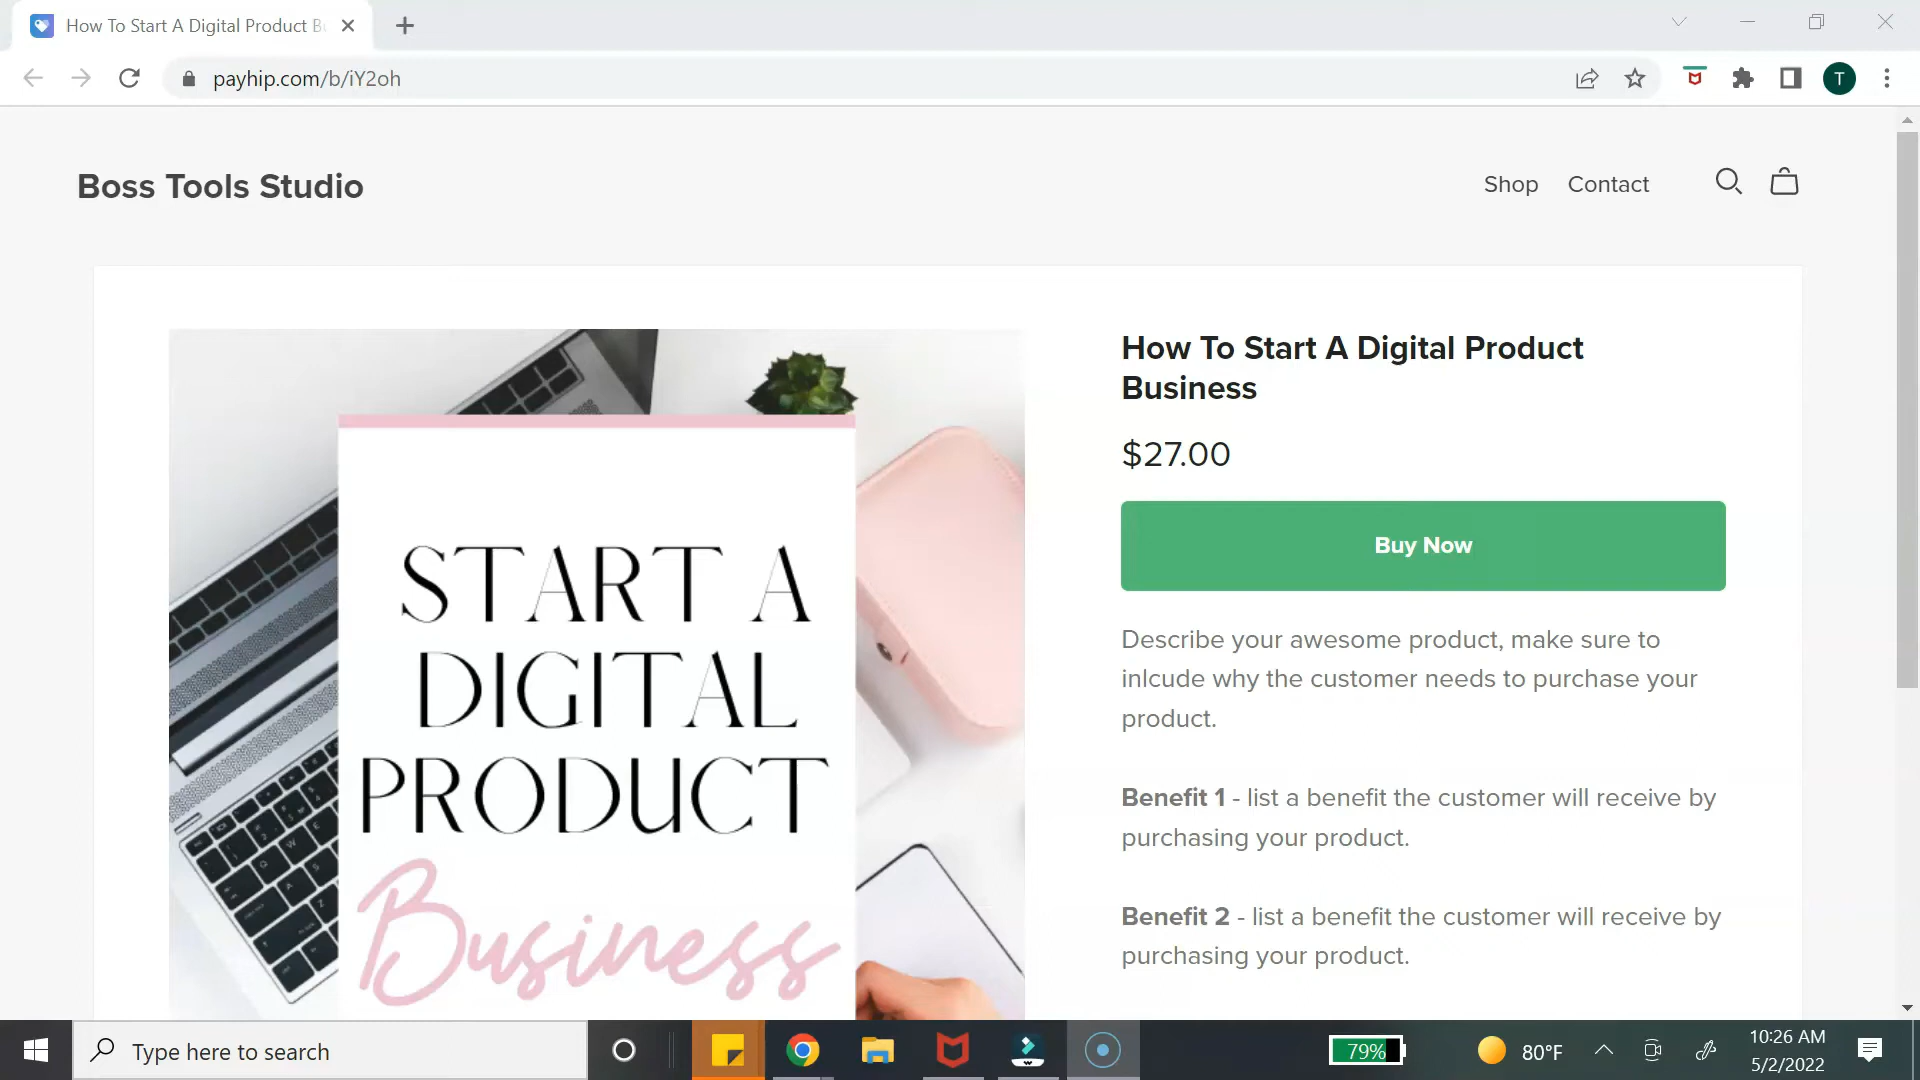 How To Start A Digital Product B
payhip.com/b/iY2oh
T
Boss Tools Studio
Shop
Contact
How To Start A Digital Product
Business
$27.00
Buy Now
Describe your awesome product, make sure to
inlcude why the customer needs to purchase your
product.
Benefit 1 - list a benefit the customer will receive by
purchasing your product.
Benefit 2 - list a benefit the customer will receive by
purchasing your product.
START A
DIGITAL
PRODUCT
Business
Type here to search
79%
80°F
10:26 AM
5/2/2022